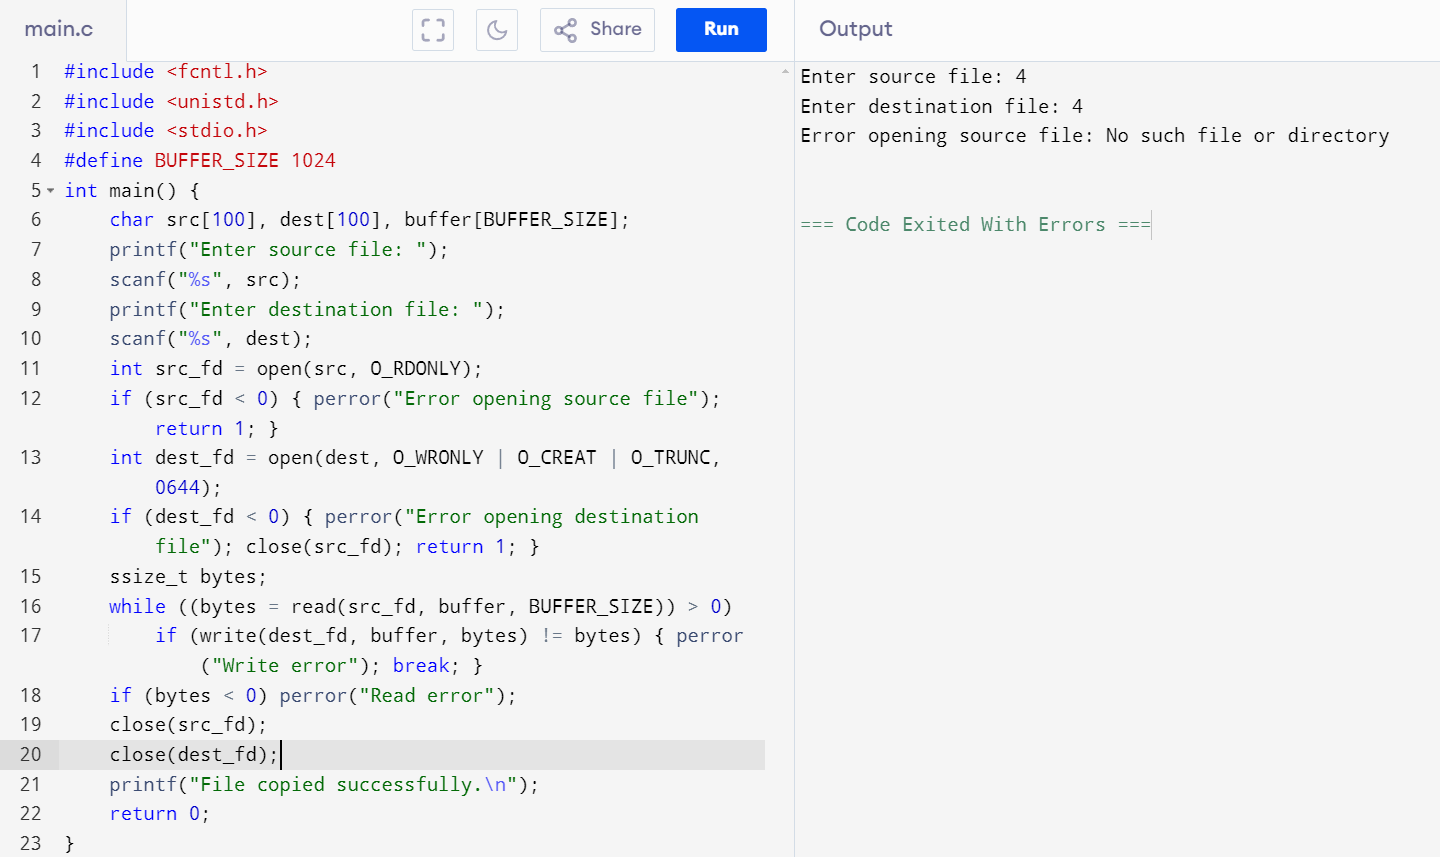 main.c
Share
Run
Output
1 #include <fcntl.h>
2 #include <unistd.h>
3 #include <stdio.h>
4 #define BUFFER_SIZE 1024
5 int main() {
6     char src[100], dest[100], buffer[BUFFER_SIZE];
7     printf("Enter source file: ");
8     scanf("%s", src);
9     printf("Enter destination file: ");
10     scanf("%s", dest);
11     int src_fd = open(src, O_RDONLY);
12     if (src_fd < 0) { perror("Error opening source file");
        return 1; }
13     int dest_fd = open(dest, O_WRONLY | O_CREAT | O_TRUNC,
        0644);
14     if (dest_fd < 0) { perror("Error opening destination
        file"); close(src_fd); return 1; }
15     ssize_t bytes;
16     while ((bytes = read(src_fd, buffer, BUFFER_SIZE)) > 0)
17         if (write(dest_fd, buffer, bytes) != bytes) { perror
            ("Write error"); break; }
18     if (bytes < 0) perror("Read error");
19     close(src_fd);
20     close(dest_fd);
21     printf("File copied successfully.\n");
22     return 0;
23 }
Enter source file: 4
Enter destination file: 4
Error opening source file: No such file or directory
=== Code Exited With Errors ===